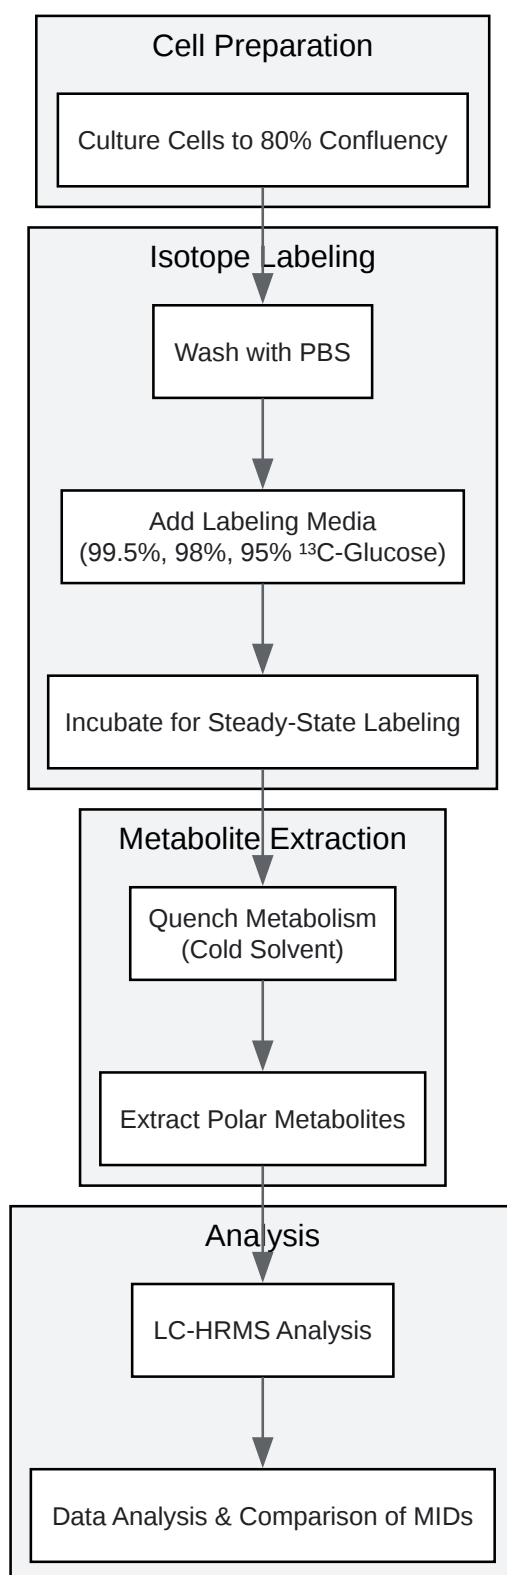 Cell Preparation
Culture Cells to 80% Confluency
Isotope Labeling
Wash with PBS
Add Labeling Media
(99.5%, 98%, 95% ¹³C-Glucose)
Incubate for Steady-State Labeling
Metabolite Extraction
Quench Metabolism
(Cold Solvent)
Extract Polar Metabolites
Analysis
LC-HRMS Analysis
Data Analysis & Comparison of MIDs